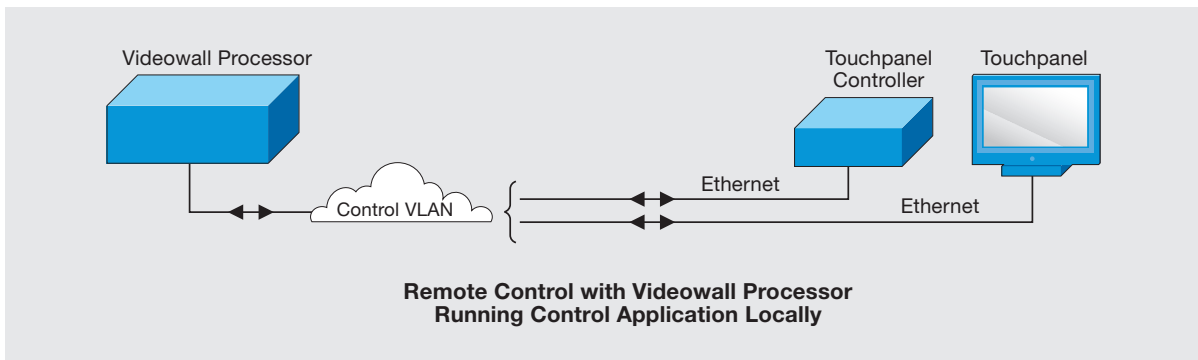 Videowall Processor
Touchpanel
Controller
Touchpanel
Control VLAN
Ethernet
Ethernet
Remote Control with Videowall Processor
Running Control Application Locally